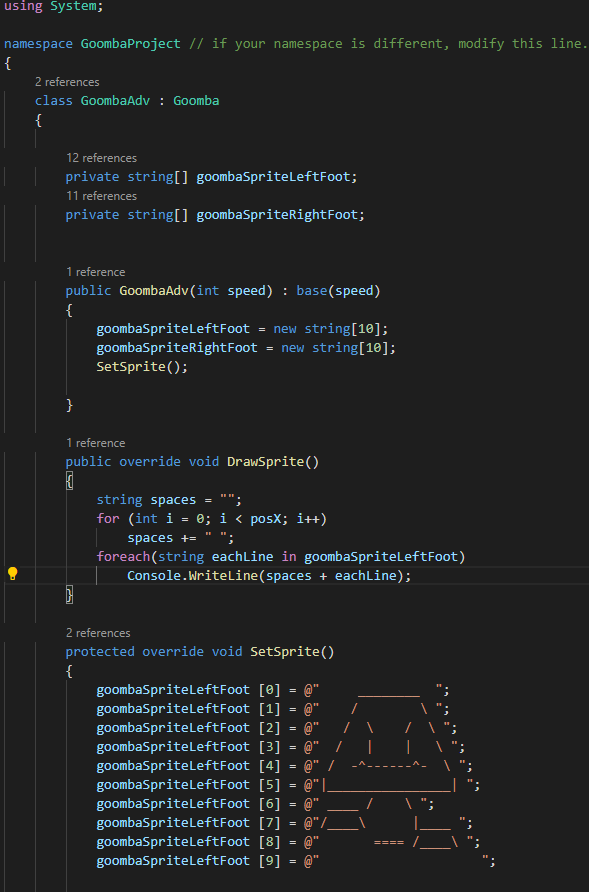 using System;
namespace GoombaProject // if your namespace is different, modify this line.
{
2 references
class GoombaAdv : Goomba
{
12 references
private string[] goombaSpriteLeftFoot;
11 references
private string[] goombaSpriteRightFoot;
1 reference
public GoombaAdv(int speed) : base(speed)
{
goombaSpriteLeftFoot = new string[10];
goombaSpriteRightFoot = new string[10];
SetSprite();
}
1 reference
public override void DrawSprite()
{
string spaces = "";
for (int i = 0; i < posX; i++)
spaces += " ";
foreach(string eachLine in goombaSpriteLeftFoot)
Console.WriteLine(spaces + eachLine);
}
2 references
protected override void SetSprite()
{
goombaSpriteLeftFoot [0] = @"     ________  ";
goombaSpriteLeftFoot [1] = @"    /        \ ";
goombaSpriteLeftFoot [2] = @"   /  \    /  \ ";
goombaSpriteLeftFoot [3] = @"  /   |    |   \ ";
goombaSpriteLeftFoot [4] = @" /  -^------^-  \ ";
goombaSpriteLeftFoot [5] = @"|________________| ";
goombaSpriteLeftFoot [6] = @" ____ /    \ ";
goombaSpriteLeftFoot [7] = @"/____\      |____ ";
goombaSpriteLeftFoot [8] = @"       ==== /____\ ";
goombaSpriteLeftFoot [9] = @"                     ";